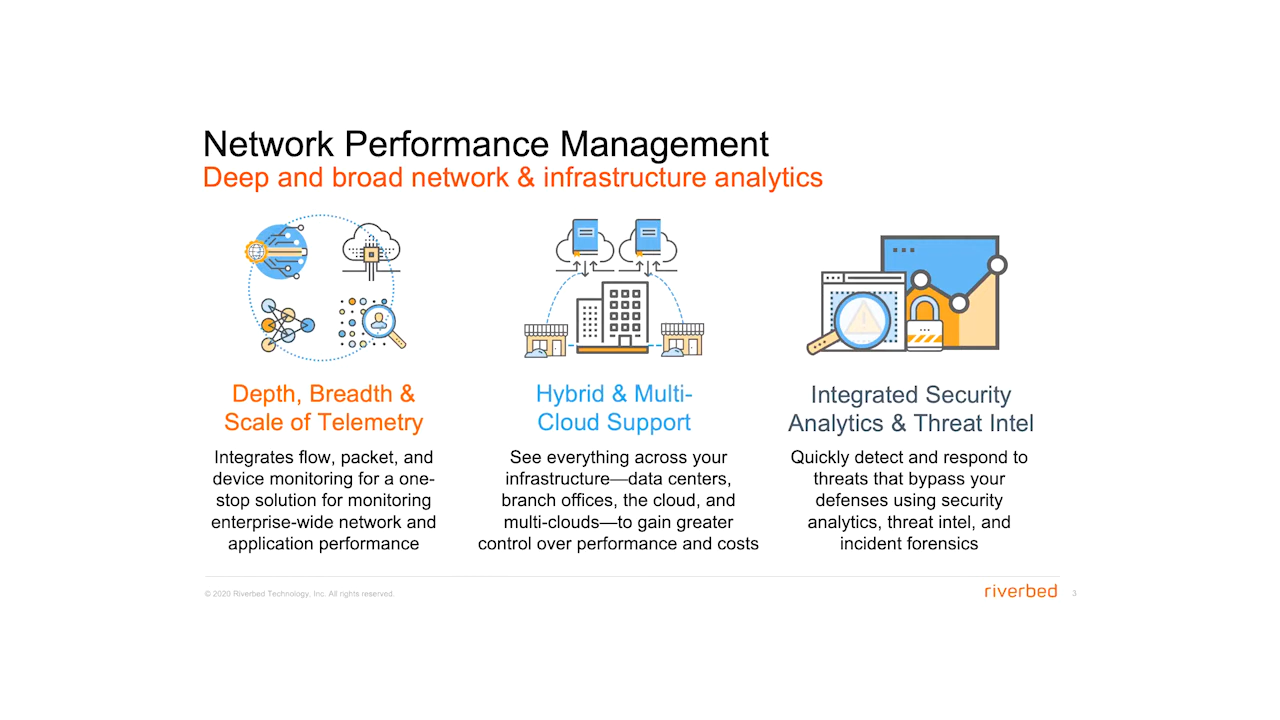 Network Performance Management
Deep and broad network & infrastructure analytics
Depth, Breadth &
Scale of Telemetry
Integrates flow, packet, and
device monitoring for a one-
stop solution for monitoring
enterprise-wide network and
application performance
Hybrid & Multi-
Cloud Support
See everything across your
infrastructure—data centers,
branch offices, the cloud, and
multi-clouds—to gain greater
control over performance and costs
Integrated Security
Analytics & Threat Intel
Quickly detect and respond to
threats that bypass your
defenses using security
analytics, threat intel, and
incident forensics
© 2020 Riverbed Technology, Inc. All rights reserved.
riverbed
3